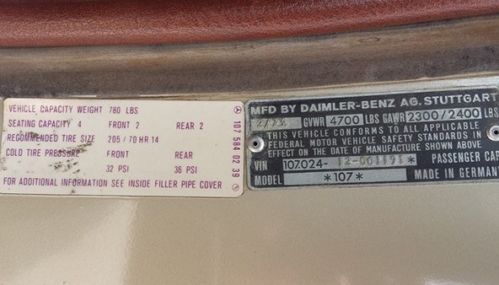 VEHICLE CAPACITY WEIGHT 780 LBS
SEATING CAPACITY 4 FRONT 2 REAR 2
RECOMMENDED TIRE SIZE 205 / 70 HR 14
COLD TIRE PRESSURE FRONT REAR
32 PSI 36 PSI
FOR ADDITIONAL INFORMATION SEE INSIDE FILLER PIPE COVER
107 584 02 39
MFD BY DAIMLER-BENZ AG. STUTTGART
GVWR 4700 LBS GAWR 2300/2400 LBS
THIS VEHICLE CONFORMS TO ALL APPLICABLE
FEDERAL MOTOR VEHICLE SAFETY STANDARDS IN
EFFECT ON THE DATE OF MANUFACTURE SHOWN ABOVE
VIN 107.024-12-001191* PASSENGER CAR
MODEL *107* MADE IN GERMANY